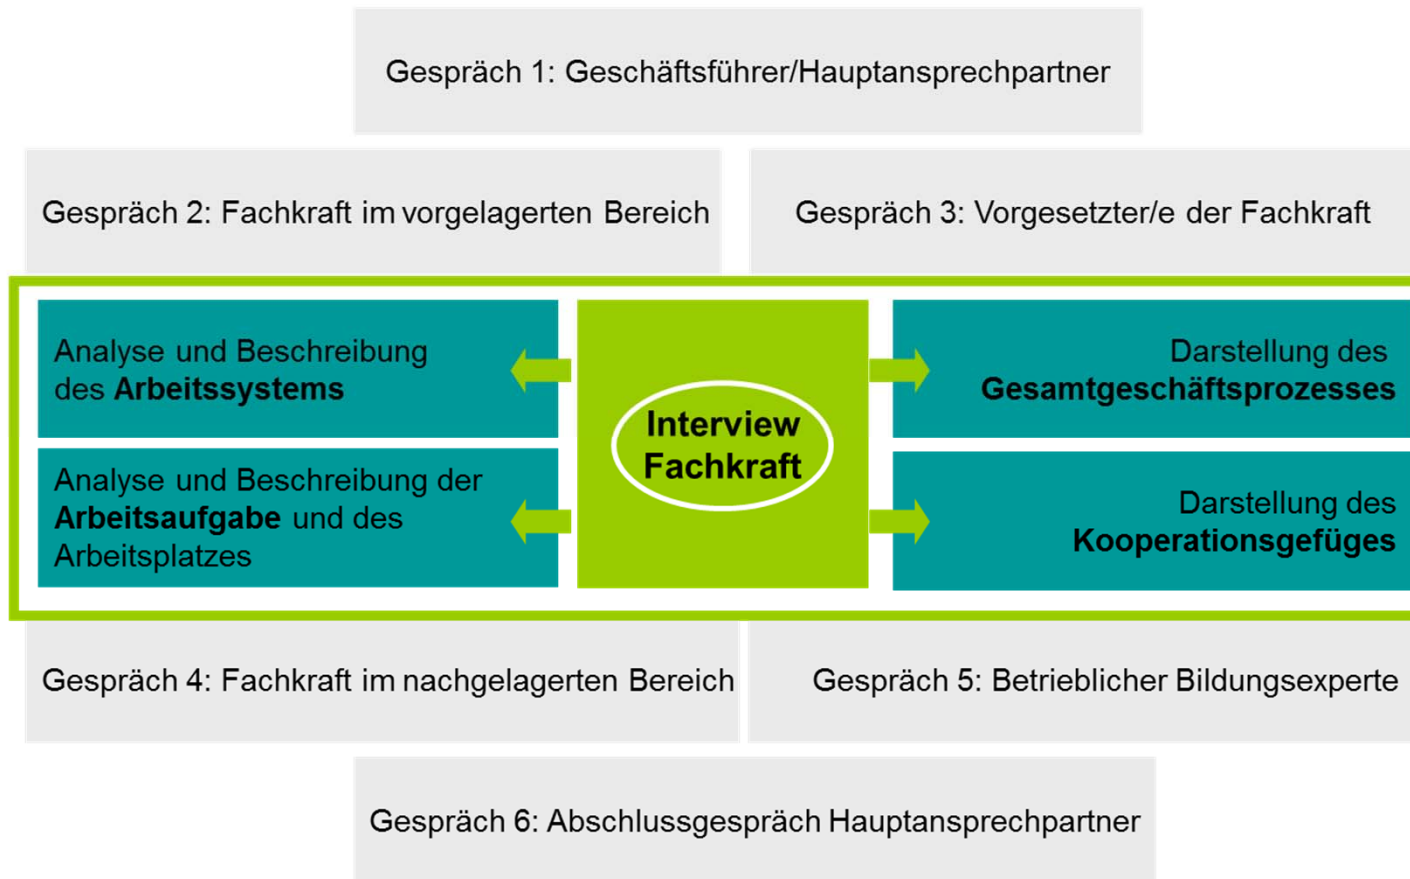 Gespräch 1: Geschäftsführer/Hauptansprechpartner
Gespräch 2: Fachkraft im vorgelagerten Bereich
Gespräch 3: Vorgesetzter/e der Fachkraft
Analyse und Beschreibung
des Arbeitssystems
Analyse und Beschreibung der
Arbeitsaufgabe und des
Arbeitsplatzes
Interview
Fachkraft
Darstellung des
Gesamtgeschäftsprozesses
Darstellung des
Kooperationsgefüges
Gespräch 4: Fachkraft im nachgelagerten Bereich
Gespräch 5: Betrieblicher Bildungsexperte
Gespräch 6: Abschlussgespräch Hauptansprechpartner